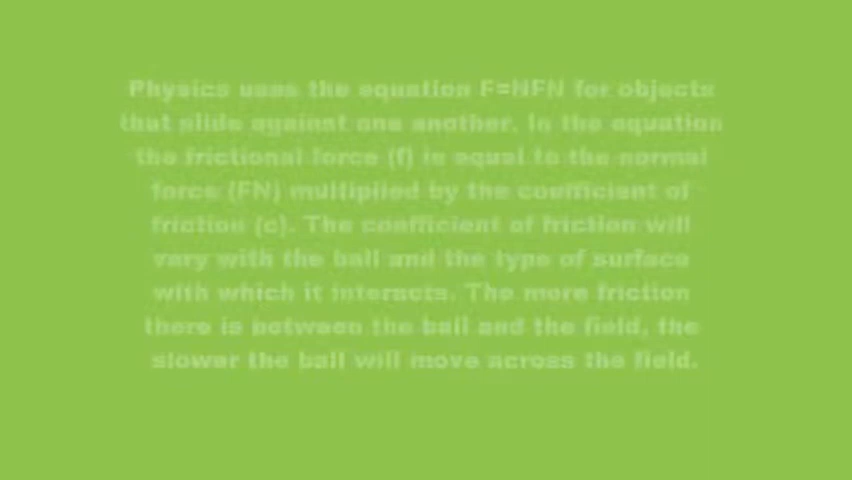 Physics uses the equation F=NFN for objects
that slide against one another. In the equation
the frictional force (f) is equal to the normal
force (FN) multiplied by the coefficient of
friction (c). The coefficient of friction will
vary with the ball and the type of surface
with which it interacts. The more friction
there is between the ball and the field, the
slower the ball will move across the field.